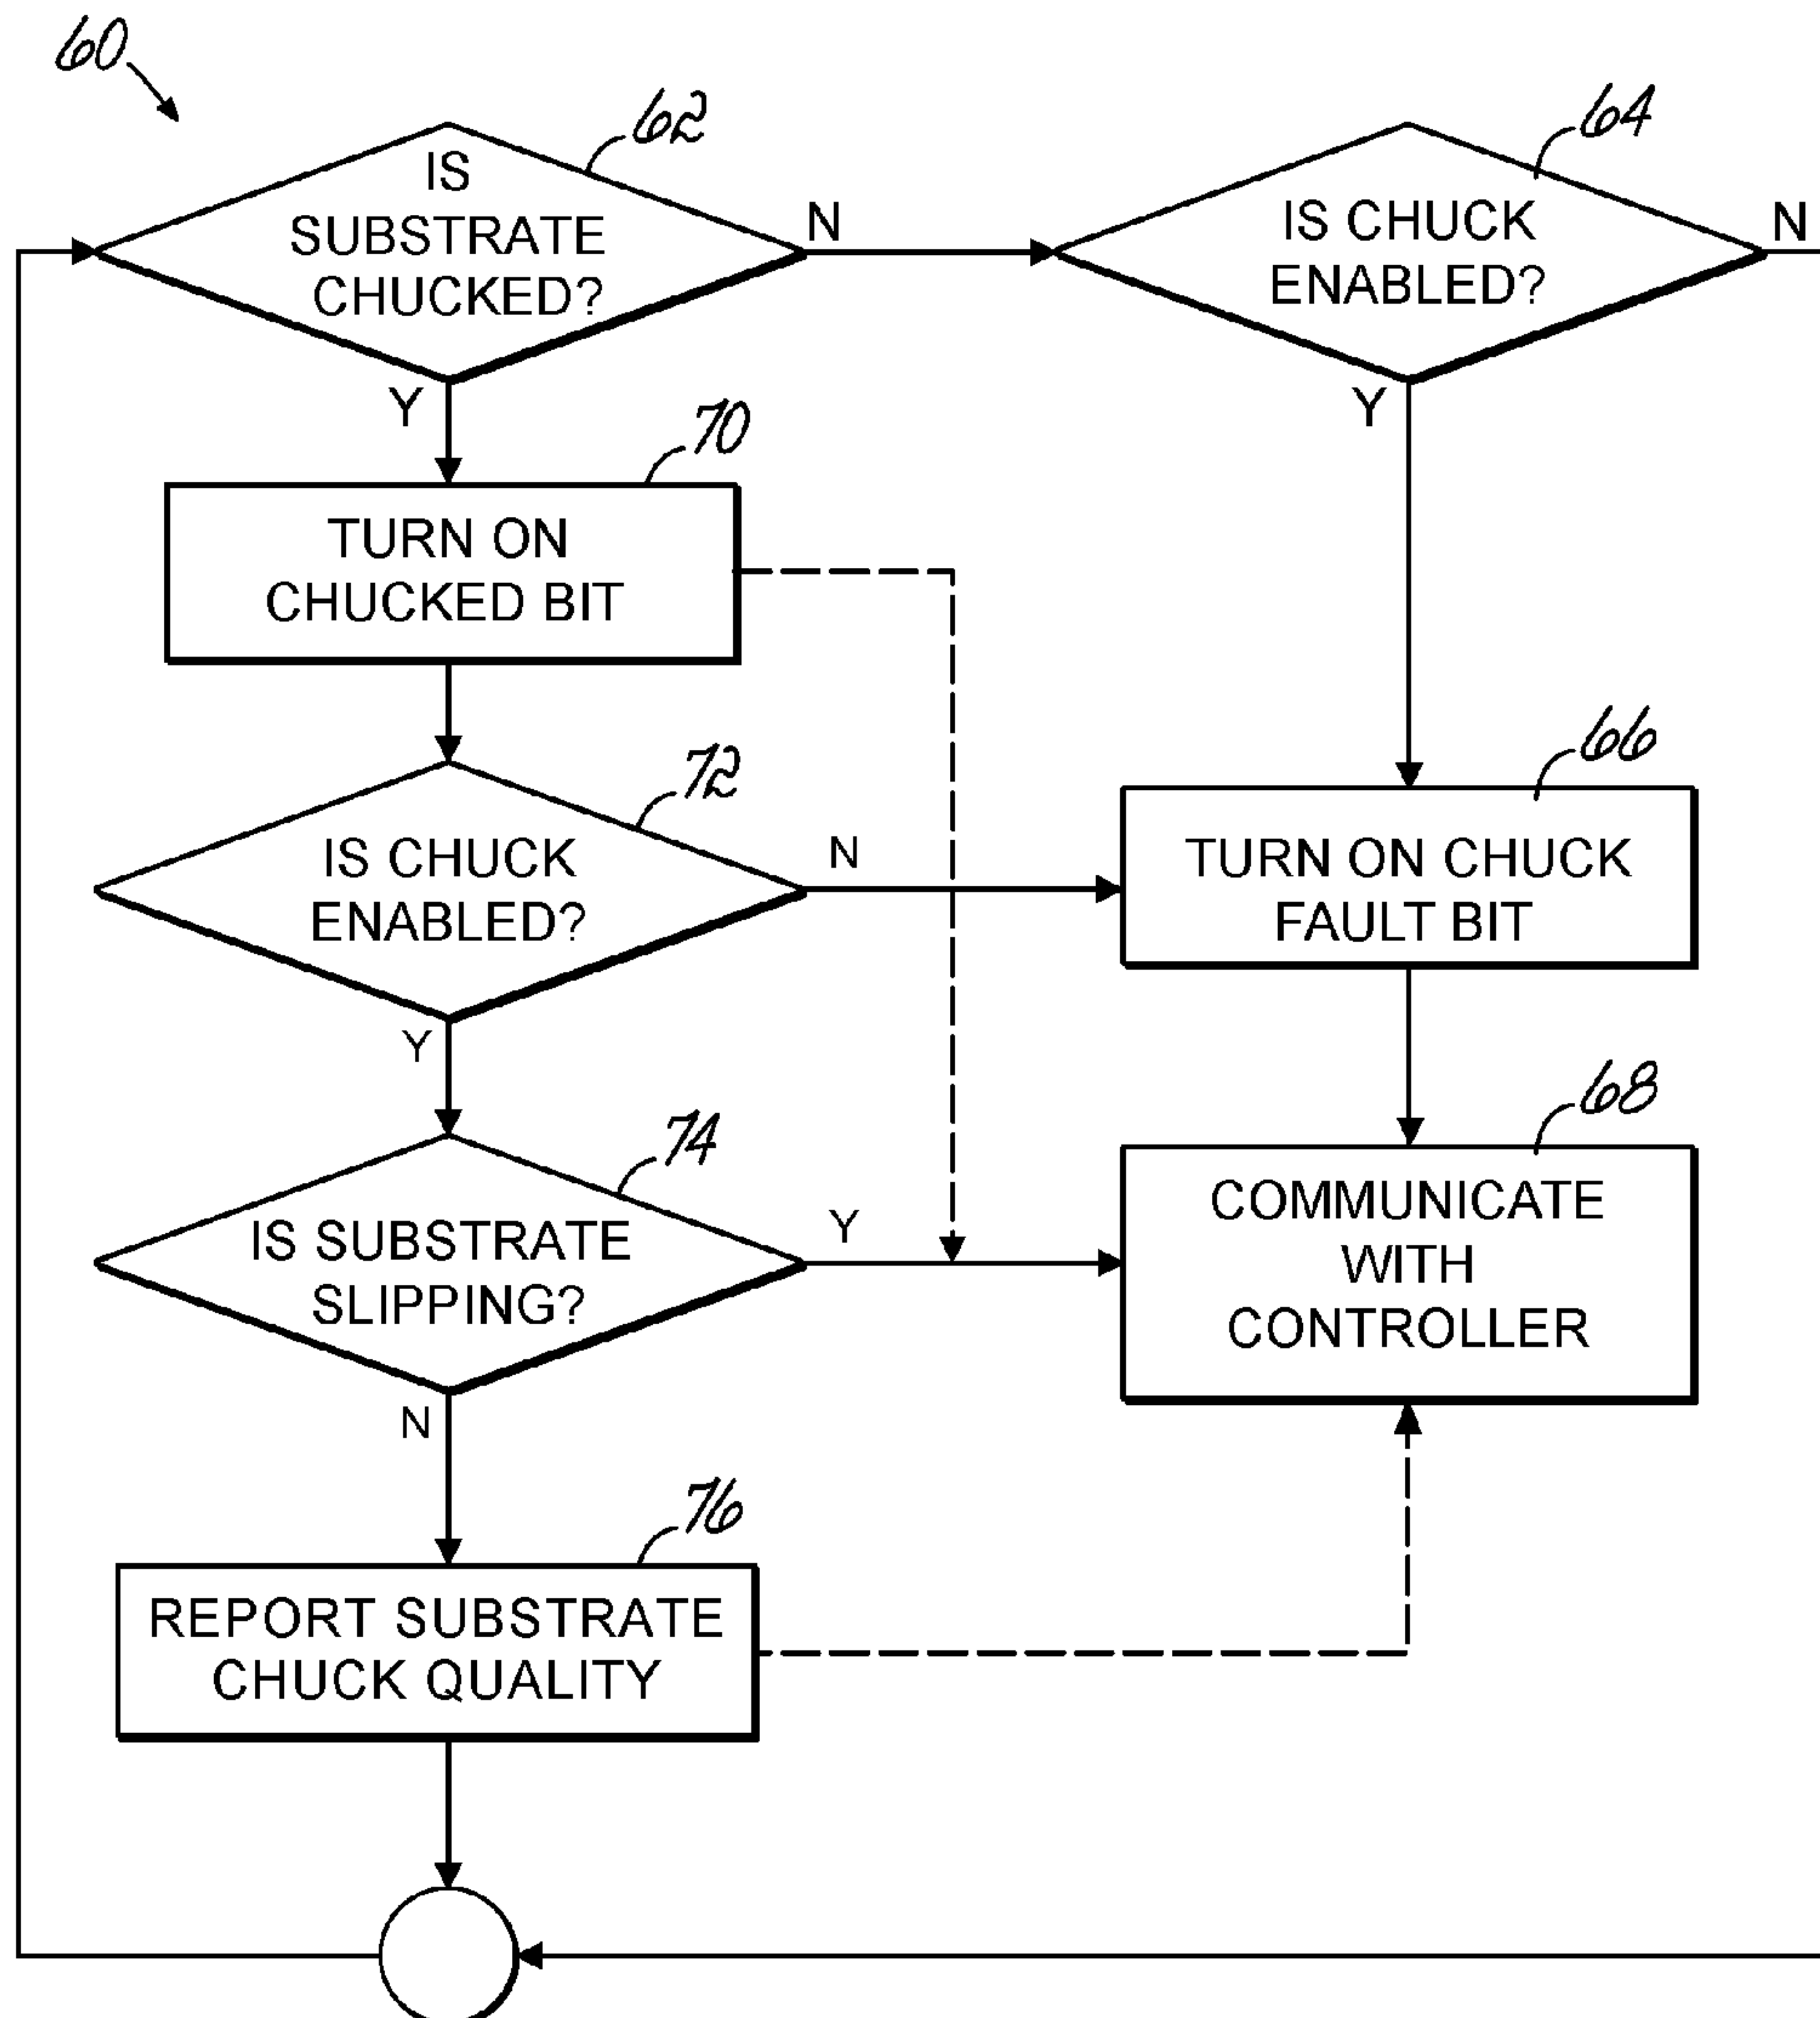 60
62
IS
SUBSTRATE
CHUCKED?
N
Y
64
IS CHUCK
ENABLED?
N
Y
70
TURN ON
CHUCKED BIT
72
IS CHUCK
ENABLED?
N
Y
66
TURN ON CHUCK
FAULT BIT
74
IS SUBSTRATE
SLIPPING?
Y
N
68
COMMUNICATE
WITH
CONTROLLER
76
REPORT SUBSTRATE
CHUCK QUALITY